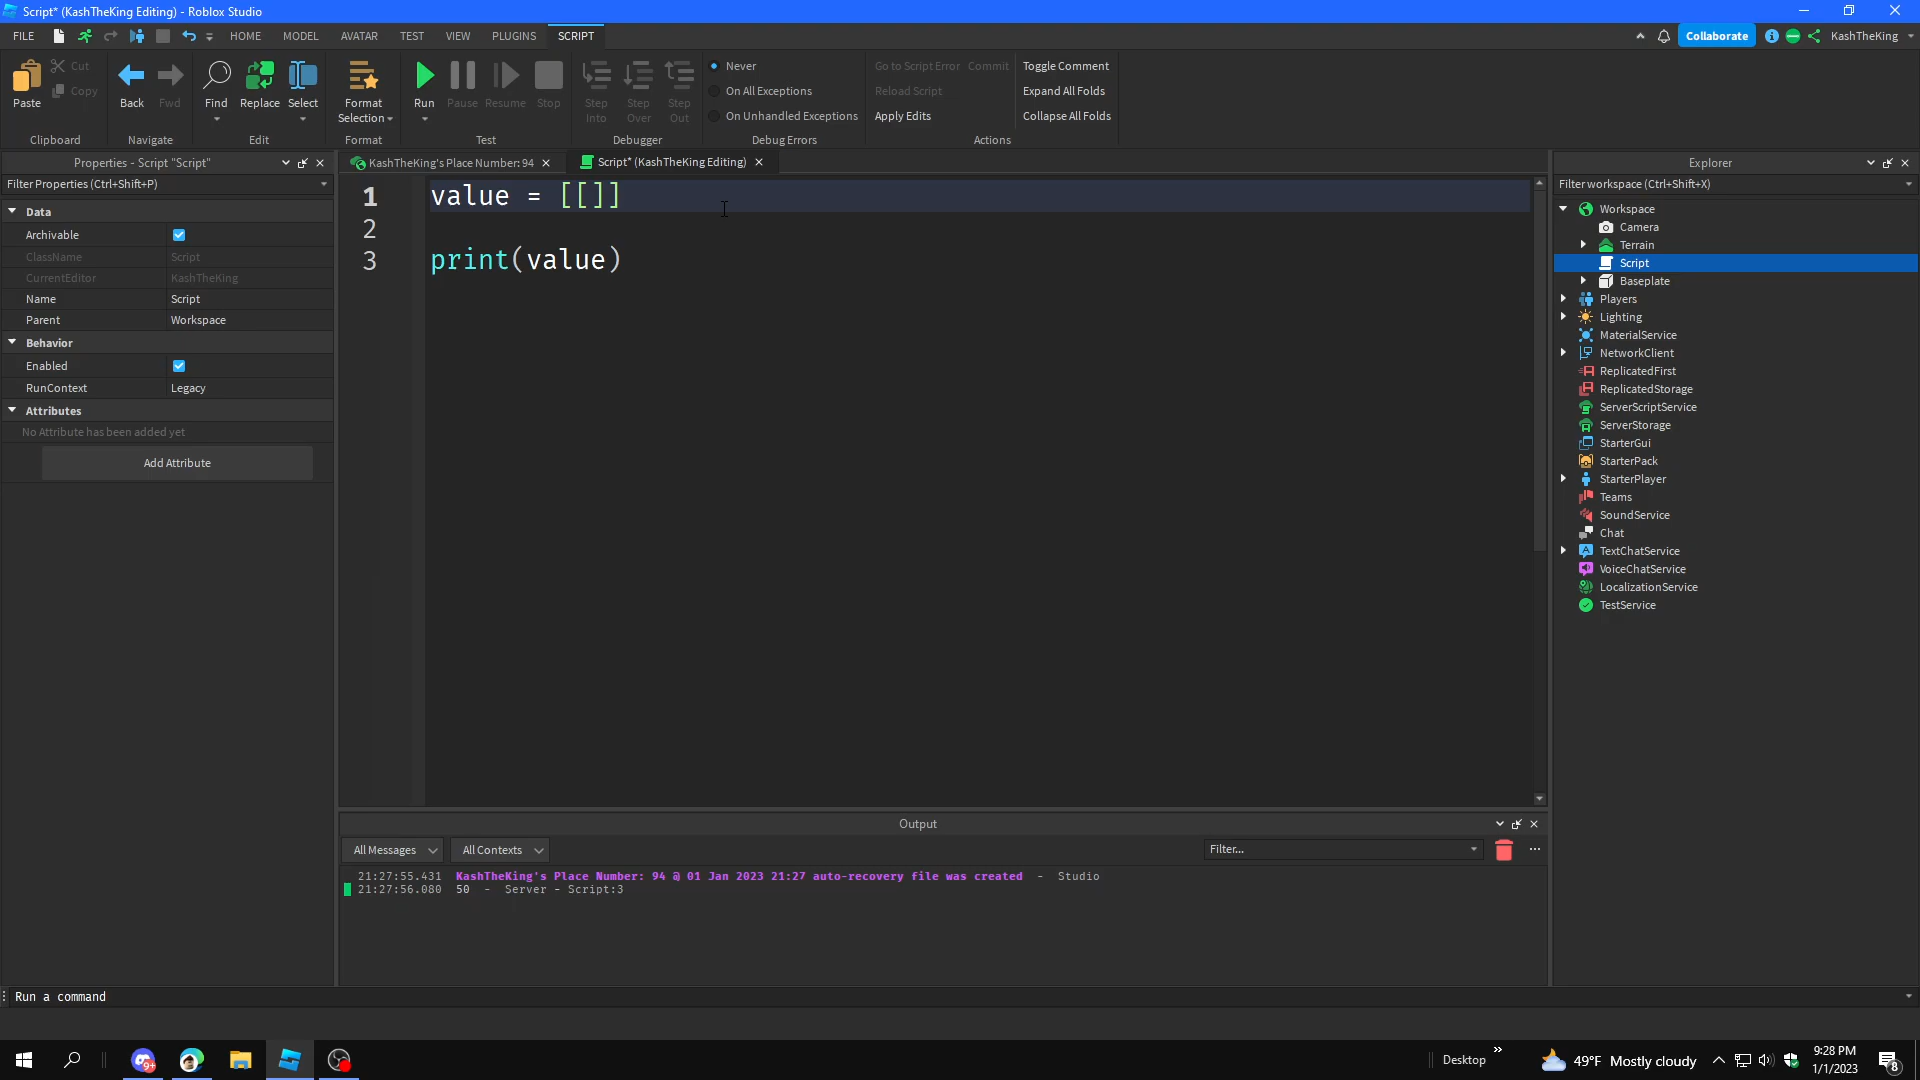 Script* (KashTheKing Editing) - Roblox Studio
FILE
HOME
MODEL
AVATAR
TEST
VIEW
PLUGINS
SCRIPT
Collaborate
KashTheKing
Paste
Cut
Copy
Clipboard
Back
Fwd
Navigate
Find
Replace
Select
Edit
Format
Selection
Format
Run
Pause
Resume
Stop
Test
Step
Into
Step
Over
Step
Out
Debugger
Never
On All Exceptions
On Unhandled Exceptions
Debug Errors
Go to Script Error
Commit
Reload Script
Apply Edits
Toggle Comment
Expand All Folds
Collapse All Folds
Actions
Properties - Script "Script"
Filter Properties (Ctrl+Shift+P)
Data
Archivable
ClassName Script
CurrentEditor KashTheKing
Name Script
Parent Workspace
Behavior
Enabled
RunContext Legacy
Attributes
No Attribute has been added yet
Add Attribute
KashTheKing's Place Number: 94
Script* (KashTheKing Editing)
1 value = [[]]
2
3 print(value)
Output
All Messages
All Contexts
Filter...
21:27:55.431 KashTheKing's Place Number: 94 @ 01 Jan 2023 21:27 auto-recovery file was created - Studio
21:27:56.080 50 - Server - Script:3
Explorer
Filter workspace (Ctrl+Shift+X)
Workspace
Camera
Terrain
Script
Baseplate
Players
Lighting
MaterialService
NetworkClient
ReplicatedFirst
ReplicatedStorage
ServerScriptService
ServerStorage
StarterGui
StarterPack
StarterPlayer
Teams
SoundService
Chat
TextChatService
VoiceChatService
LocalizationService
TestService
Run a command
9+
Desktop
49°F Mostly cloudy
9:28 PM
1/1/2023
8